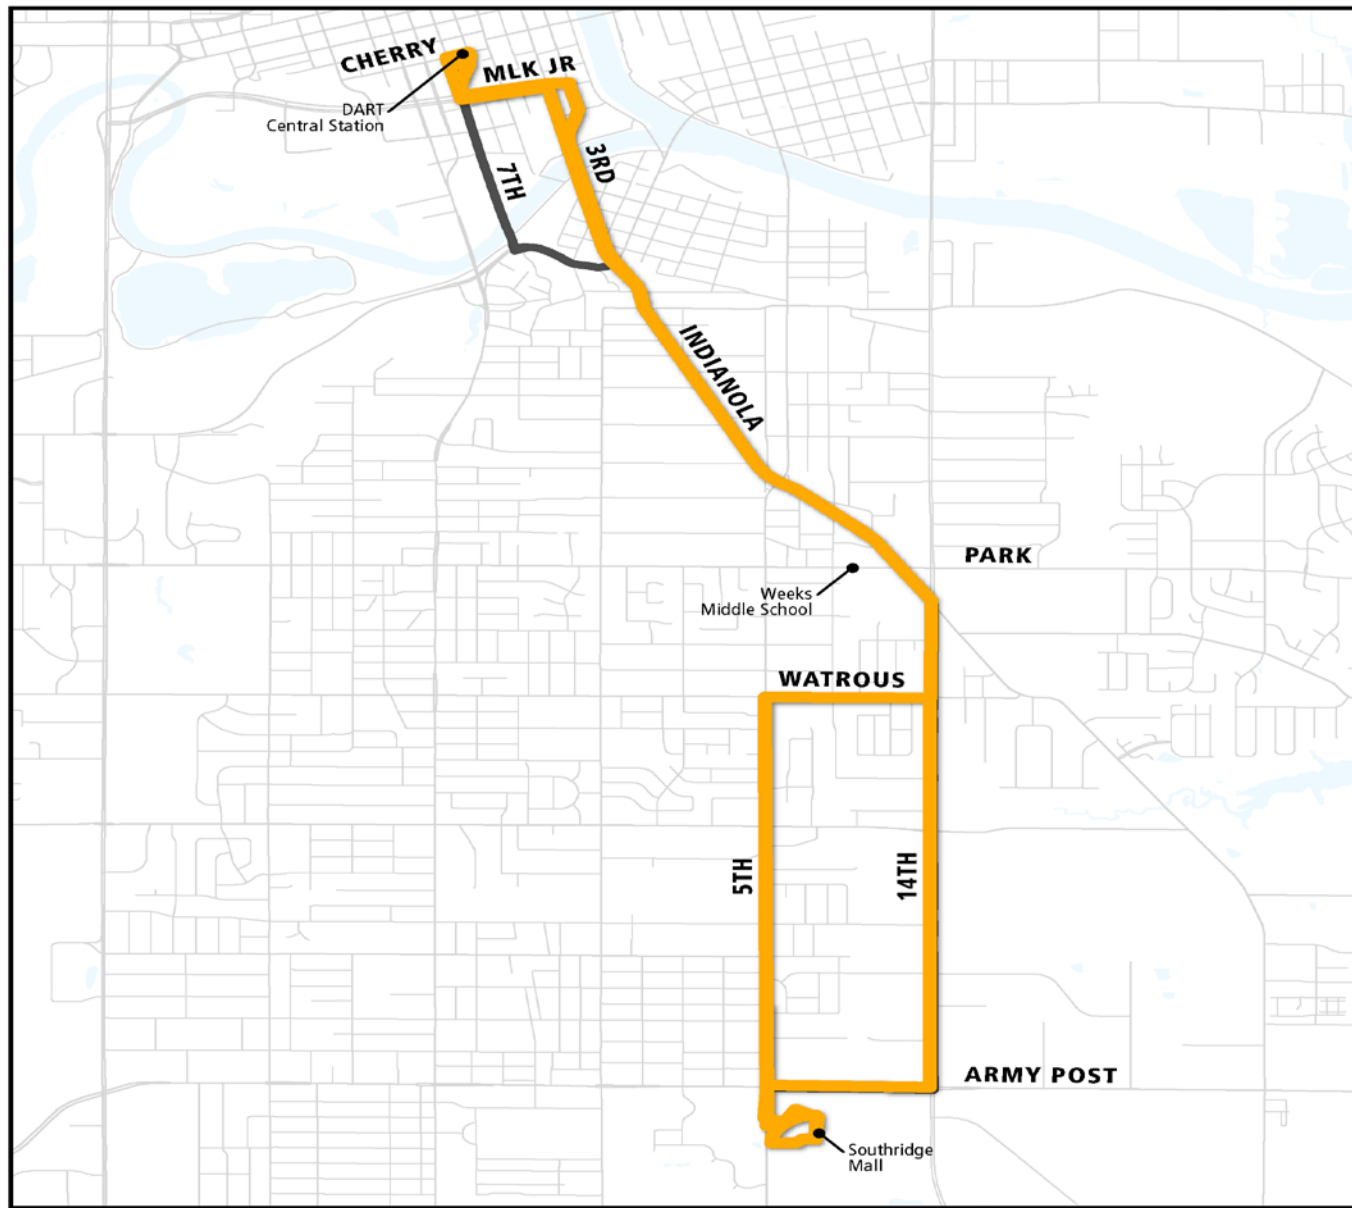 CHERRY
MLK JR
DART
Central Station
3RD
7TH
INDIANOLA
PARK
Weeks
Middle School
WATROUS
5TH
14TH
ARMY POST
Southridge
Mall